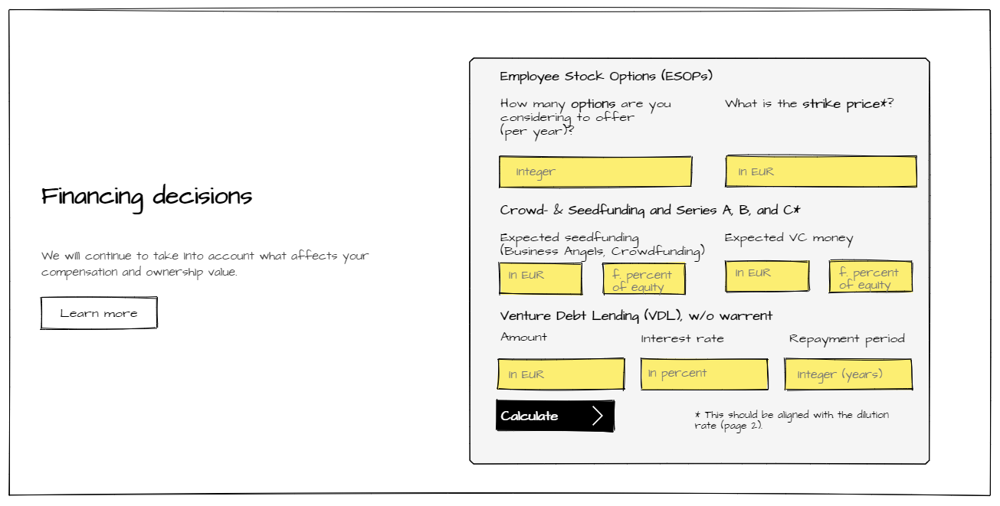 Financing decisions
We will continue to take into account what affects your
compensation and ownership value.
Learn more
Employee Stock Options (ESOPs)
How many options are you
considering to offer
(per year)?
What is the strike price*?
Integer
In EUR
Crowd- & Seedfunding and Series A, B, and C*
Expected seedfunding
(Business Angels, Crowdfunding)
Expected VC money
In EUR
f. percent
of equity
In EUR
f. percent
of equity
Venture Debt Lending (VDL), w/o warrent
Amount
Interest rate
Repayment period
In EUR
In percent
Integer (years)
Calculate
* This should be aligned with the dilution
rate (page 2).